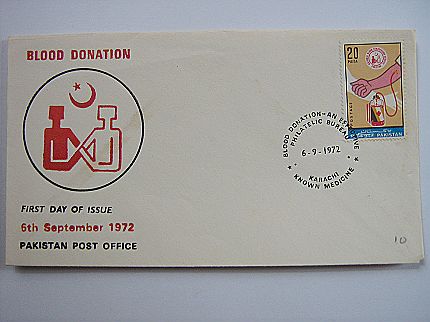 BLOOD DONATION
20
PAISA
POSTAGE
PAKISTAN
BLOOD DONATION-AN EFFECTIVE
PHILATELIC BUREAU
6-9-1972
KARACHI
KNOWN MEDICINE
FIRST DAY OF ISSUE
6th September 1972
PAKISTAN POST OFFICE
10